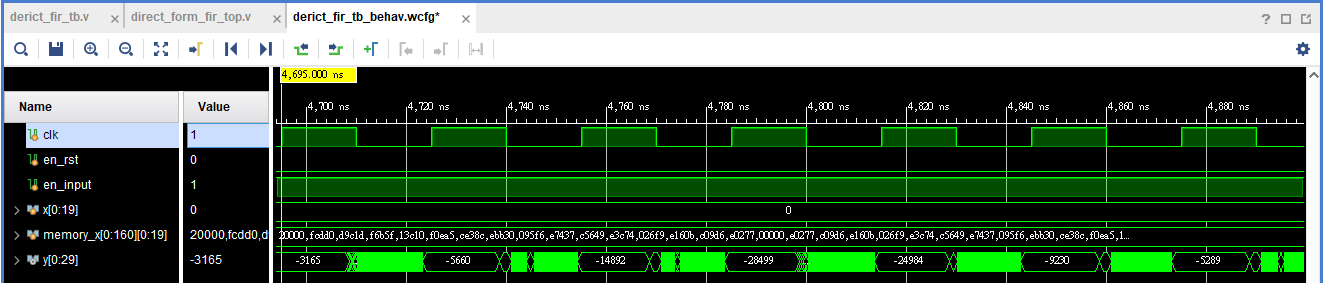 derict_fir_tb.v × direct_form_fir_top.v × derict_fir_tb_behav.wcfg* ×
?
4,695.000 ns
Name Value
4,700 ns 4,720 ns 4,740 ns 4,760 ns 4,780 ns 4,800 ns 4,820 ns 4,840 ns 4,860 ns 4,880 ns
clk 1
en_rst 0
en_input 1
x[0:19] 0 0
memory_x[0:160][0:19] 20000,fcdd0,d 20000,fcdd0,d9c1d,f6b5f,13c10,f0ea5,ce38c,ebb30,095f6,e7437,c5649,e3c74,026f9,e160b,c09d6,e0277,00000,e0277,c09d6,e160b,026f9,e3c74,c5649,e7437,095f6,ebb30,ce38c,f0ea5,1...
y[0:29] -3165 -3165 -5660 -14892 -28499 -24984 -9230 -5289